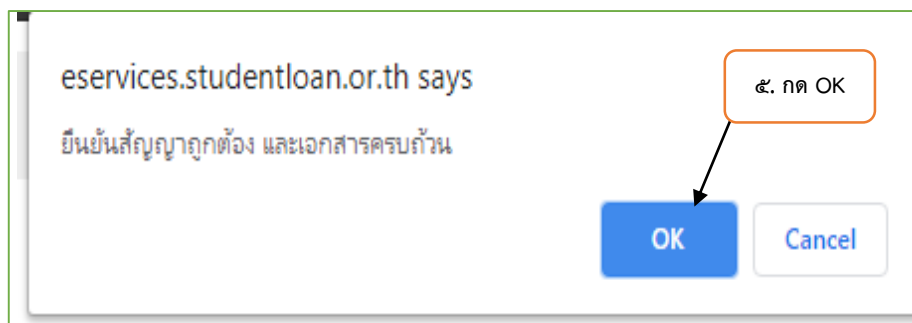 eservices.studentloan.or.th says
๕. กด OK
ยืนยันสัญญาถูกต้อง และเอกสารครบถ้วน
OK
Cancel